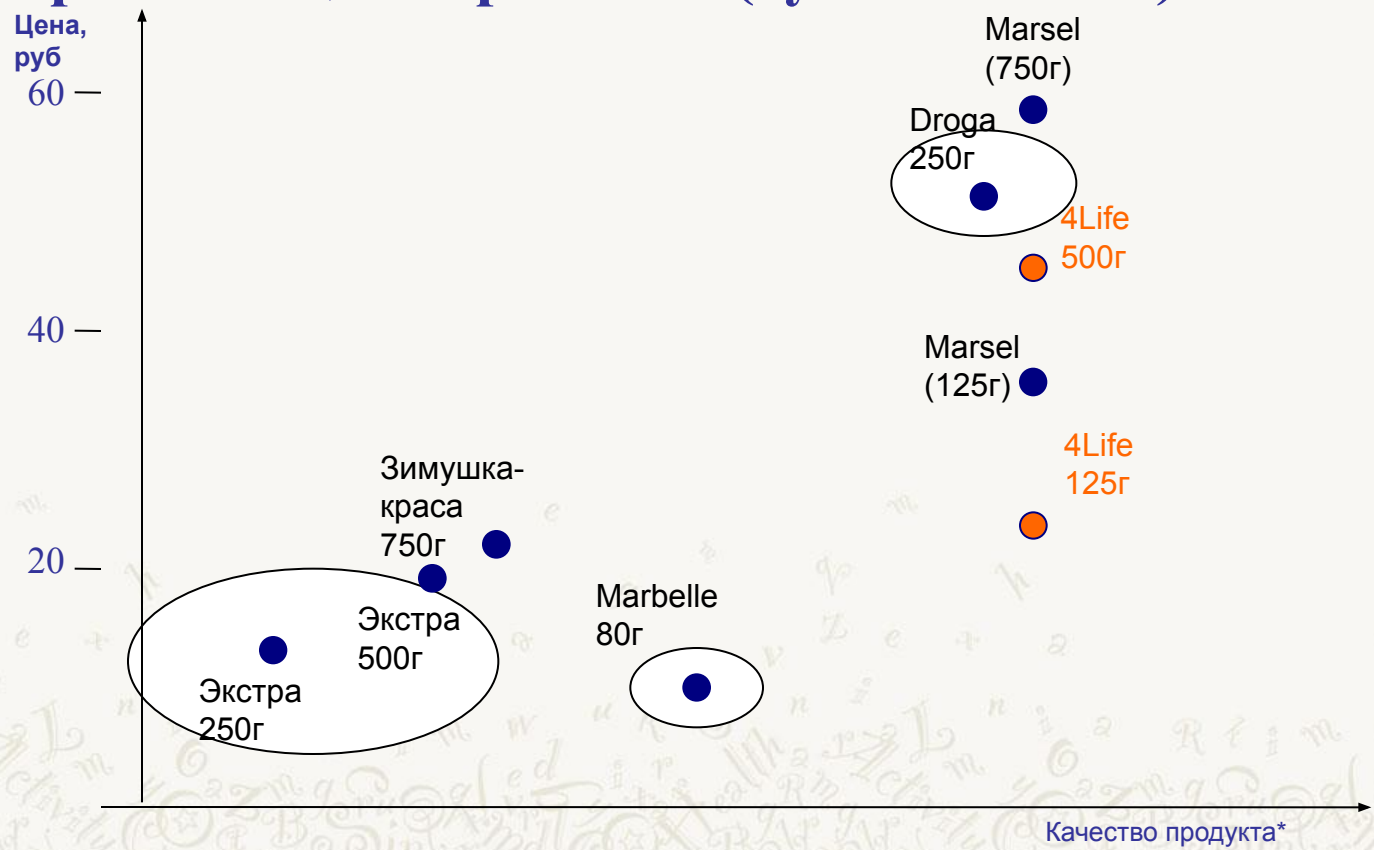 Цена,
руб
60
40
20
Marsel
(750г)
Droga
250г
4Life
500г
Marsel
(125г)
4Life
125г
Зимушка-
краса
750г
Экстра
500г
Marbelle
80г
Экстра
250г
Качество продукта*